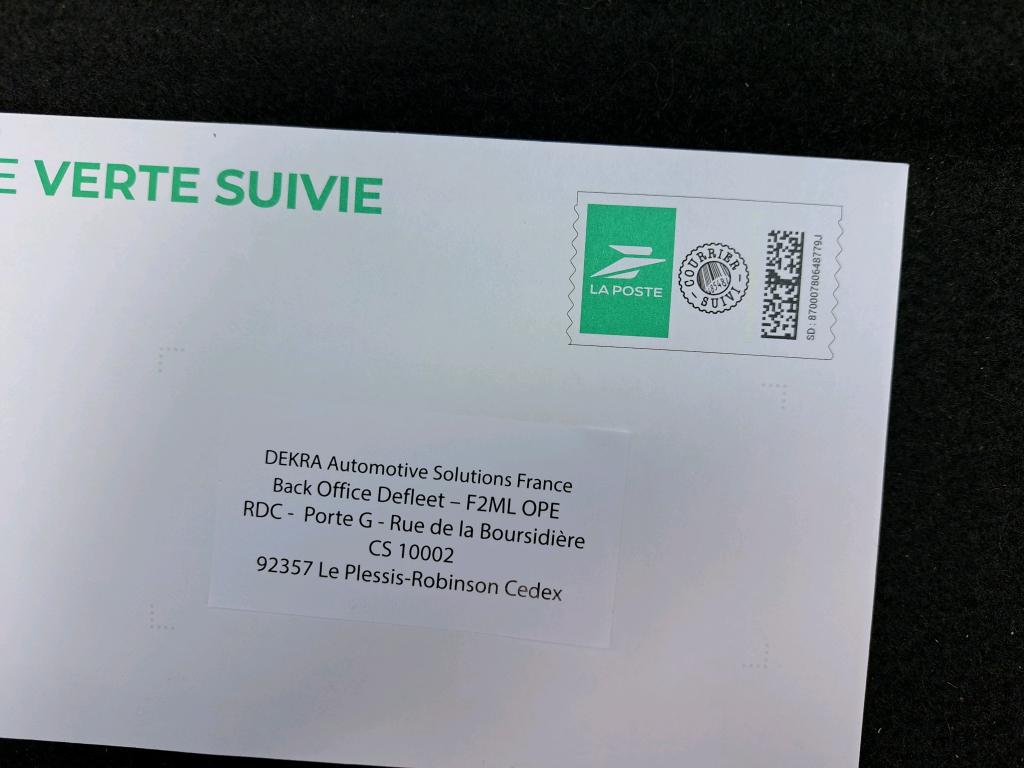 E VERTE SUIVIE
LA POSTE
COURRIER
SUIVI
SD : 87000780648779J
DEKRA Automotive Solutions France
Back Office Defleet – F2ML OPE
RDC - Porte G - Rue de la Boursidière
CS 10002
92357 Le Plessis-Robinson Cedex